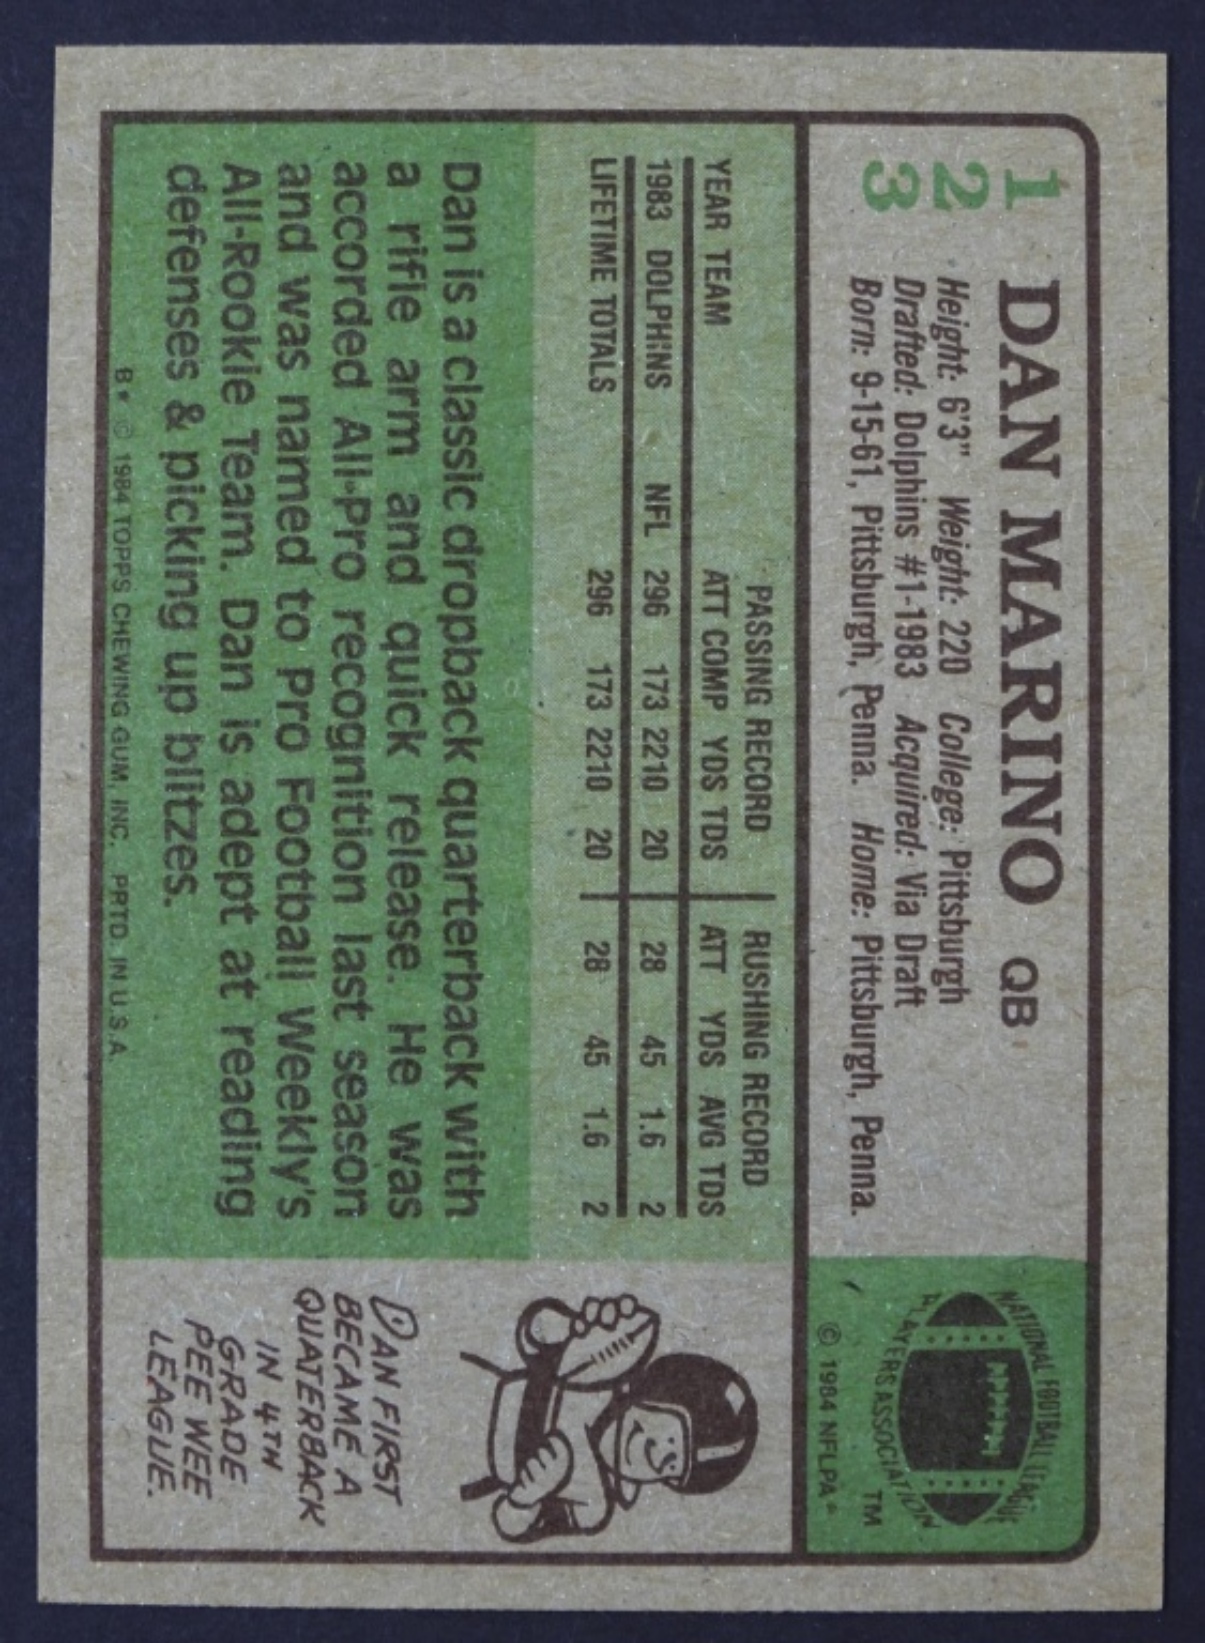 1
2
3
DAN MARINO QB
Height: 6'3" Weight: 220 College: Pittsburgh
Drafted: Dolphins #1-1983 Acquired: Via Draft
Born: 9-15-61, Pittsburgh, Penna. Home: Pittsburgh, Penna.
NATIONAL FOOTBALL LEAGUE
PLAYERS ASSOCIATION
TM
© 1984 NFLPA
PASSING RECORD RUSHING RECORD
YEAR TEAM ATT COMP YDS TDS ATT YDS AVG TDS
1983 DOLPHINS NFL 296 173 2210 20 28 45 1.6 2
LIFETIME TOTALS 296 173 2210 20 28 45 1.6 2
Dan is a classic dropback quarterback with
a rifle arm and quick release. He was
accorded All-Pro recognition last season
and was named to Pro Football Weekly's
All-Rookie Team. Dan is adept at reading
defenses & picking up blitzes.
B* © 1984 TOPPS CHEWING GUM, INC. PRTD. IN U.S.A.
DAN FIRST
BECAME A
QUATERBACK
IN 4TH
GRADE
PEE WEE
LEAGUE.